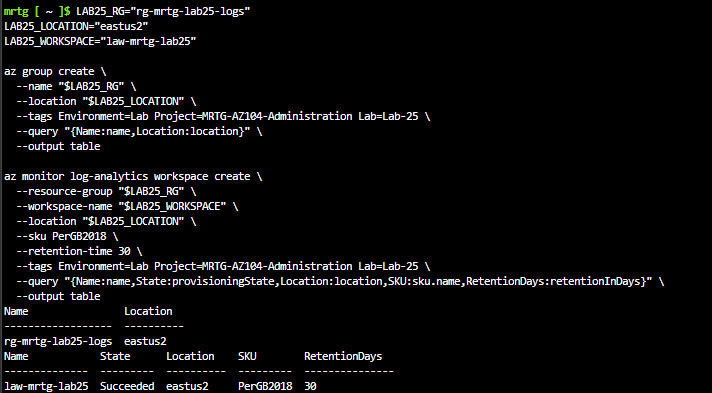 mrtg [ ~ ]$ LAB25_RG="rg-mrtg-lab25-logs"
LAB25_LOCATION="eastus2"
LAB25_WORKSPACE="law-mrtg-lab25"

az group create \
  --name "$LAB25_RG" \
  --location "$LAB25_LOCATION" \
  --tags Environment=Lab Project=MRTG-AZ104-Administration Lab=Lab-25 \
  --query "{Name:name,Location:location}" \
  --output table

az monitor log-analytics workspace create \
  --resource-group "$LAB25_RG" \
  --workspace-name "$LAB25_WORKSPACE" \
  --location "$LAB25_LOCATION" \
  --sku PerGB2018 \
  --retention-time 30 \
  --tags Environment=Lab Project=MRTG-AZ104-Administration Lab=Lab-25 \
  --query "{Name:name,State:provisioningState,Location:location,SKU:sku.name,RetentionDays:retentionInDays}" \
  --output table
Name                Location
------------------  ----------
rg-mrtg-lab25-logs  eastus2
Name            State      Location    SKU        RetentionDays
--------------  ---------  ----------  ---------  ---------------
law-mrtg-lab25  Succeeded  eastus2     PerGB2018  30